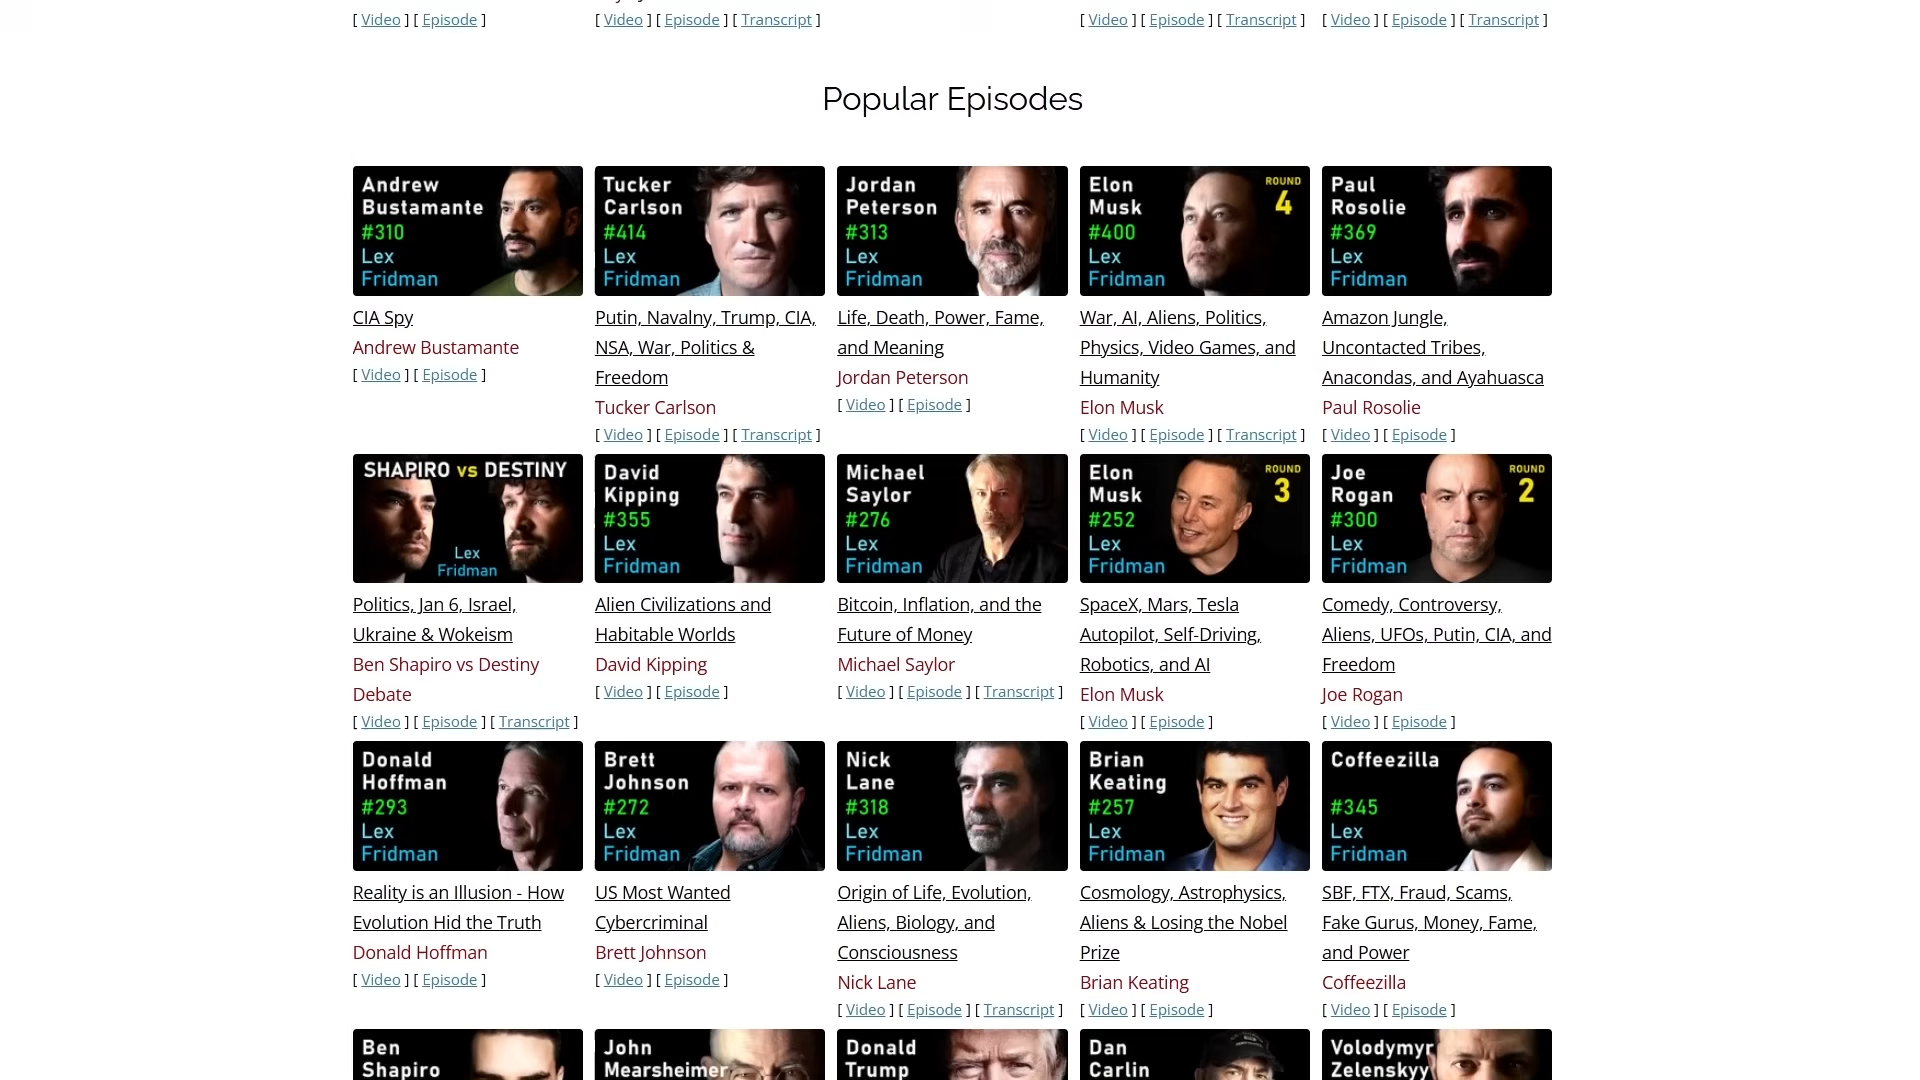 [ Video ] [ Episode ]
[ Video ] [ Episode ] [ Transcript ]
[ Video ] [ Episode ] [ Transcript ]
[ Video ] [ Episode ] [ Transcript ]
Popular Episodes
Andrew
Bustamante
#310
Lex
Fridman
CIA Spy
Andrew Bustamante
[ Video ] [ Episode ]
Tucker
Carlson
#414
Lex
Fridman
Putin, Navalny, Trump, CIA,
NSA, War, Politics &
Freedom
Tucker Carlson
[ Video ] [ Episode ] [ Transcript ]
Jordan
Peterson
#313
Lex
Fridman
Life, Death, Power, Fame,
and Meaning
Jordan Peterson
[ Video ] [ Episode ]
Elon
Musk
#400
Lex
Fridman
ROUND
4
War, AI, Aliens, Politics,
Physics, Video Games, and
Humanity
Elon Musk
[ Video ] [ Episode ] [ Transcript ]
Paul
Rosolie
#369
Lex
Fridman
Amazon Jungle,
Uncontacted Tribes,
Anacondas, and Ayahuasca
Paul Rosolie
[ Video ] [ Episode ]
SHAPIRO vs DESTINY
Lex
Fridman
Politics, Jan 6, Israel,
Ukraine & Wokeism
Ben Shapiro vs Destiny
Debate
[ Video ] [ Episode ] [ Transcript ]
David
Kipping
#355
Lex
Fridman
Alien Civilizations and
Habitable Worlds
David Kipping
[ Video ] [ Episode ]
Michael
Saylor
#276
Lex
Fridman
Bitcoin, Inflation, and the
Future of Money
Michael Saylor
[ Video ] [ Episode ] [ Transcript ]
Elon
Musk
#252
Lex
Fridman
ROUND
3
SpaceX, Mars, Tesla
Autopilot, Self-Driving,
Robotics, and AI
Elon Musk
[ Video ] [ Episode ]
Joe
Rogan
#300
Lex
Fridman
ROUND
2
Comedy, Controversy,
Aliens, UFOs, Putin, CIA, and
Freedom
Joe Rogan
[ Video ] [ Episode ]
Donald
Hoffman
#293
Lex
Fridman
Reality is an Illusion - How
Evolution Hid the Truth
Donald Hoffman
[ Video ] [ Episode ]
Brett
Johnson
#272
Lex
Fridman
US Most Wanted
Cybercriminal
Brett Johnson
[ Video ] [ Episode ]
Nick
Lane
#318
Lex
Fridman
Origin of Life, Evolution,
Aliens, Biology, and
Consciousness
Nick Lane
[ Video ] [ Episode ] [ Transcript ]
Brian
Keating
#257
Lex
Fridman
Cosmology, Astrophysics,
Aliens & Losing the Nobel
Prize
Brian Keating
[ Video ] [ Episode ]
Coffeezilla
#345
Lex
Fridman
SBF, FTX, Fraud, Scams,
Fake Gurus, Money, Fame,
and Power
Coffeezilla
[ Video ] [ Episode ]
Ben
Shapiro
John
Mearsheimer
Donald
Trump
Dan
Carlin
Volodymyr
Zelenskyy